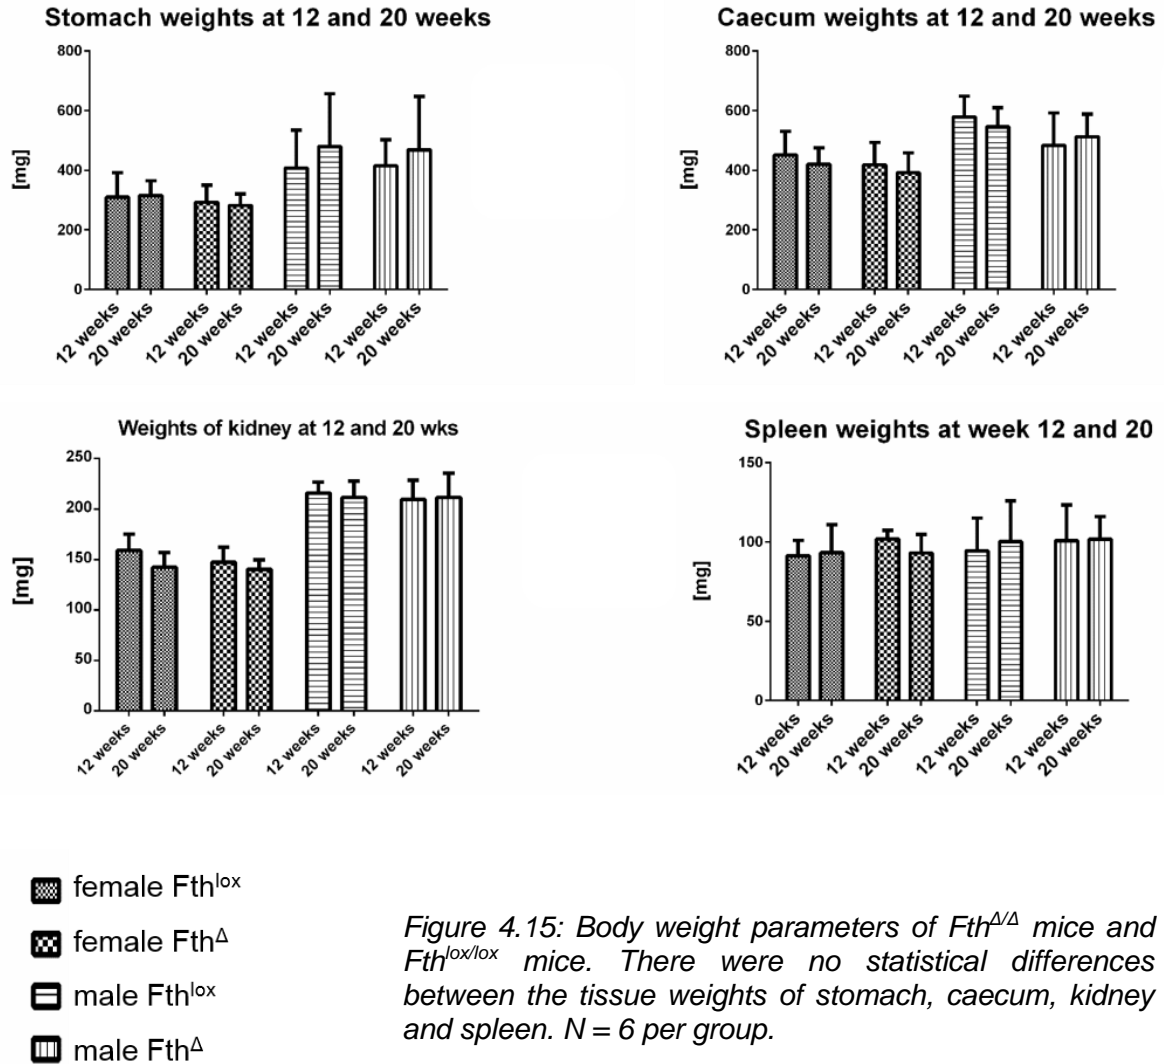 Stomach weights at 12 and 20 weeks
800
600
400
200
0
[mg]
12 weeks
20 weeks
12 weeks
20 weeks
12 weeks
20 weeks
12 weeks
20 weeks
Caecum weights at 12 and 20 weeks
800
600
400
200
0
[mg]
12 weeks
20 weeks
12 weeks
20 weeks
12 weeks
20 weeks
12 weeks
20 weeks
Weights of kidney at 12 and 20 wks
250
200
150
100
50
0
[mg]
12 weeks
20 weeks
12 weeks
20 weeks
12 weeks
20 weeks
12 weeks
20 weeks
Spleen weights at week 12 and 20
150
100
50
0
[mg]
12 weeks
20 weeks
12 weeks
20 weeks
12 weeks
20 weeks
12 weeks
20 weeks
female Fth^lox
female Fth^Δ
male Fth^lox
male Fth^Δ
Figure 4.15: Body weight parameters of Fth^Δ/Δ mice and
Fth^lox/lox mice. There were no statistical differences
between the tissue weights of stomach, caecum, kidney
and spleen. N = 6 per group.